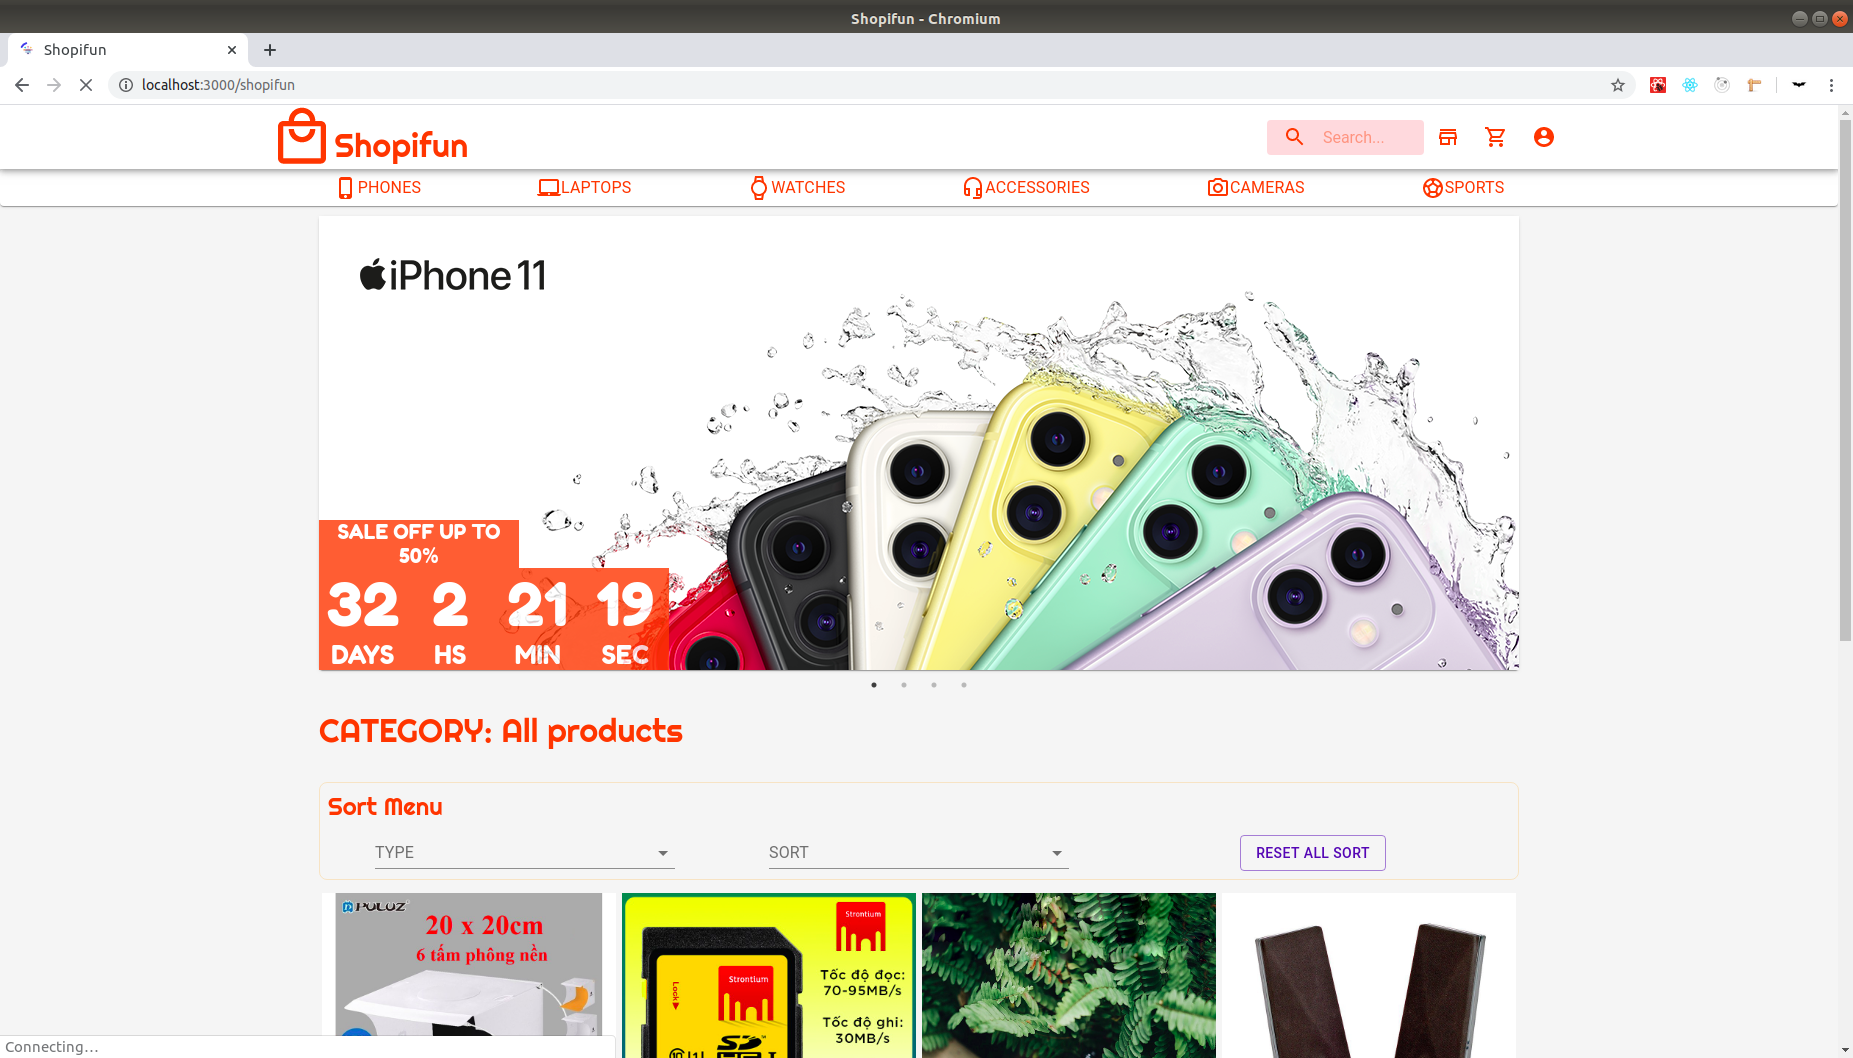 Shopifun - Chromium
Shopifun
localhost:3000/shopifun
Shopifun
Search...
PHONES
LAPTOPS
WATCHES
ACCESSORIES
CAMERAS
SPORTS
iPhone 11
SALE OFF UP TO
50%
32 2 21 19
DAYS HS MIN SEC
CATEGORY: All products
Sort Menu
TYPE
SORT
RESET ALL SORT
PULUZ
20 x 20cm
6 tấm phông nền
Strontium
Tốc độ đọc:
70-95MB/s
Strontium
Lock
Tốc độ ghi:
30MB/s
Connecting...